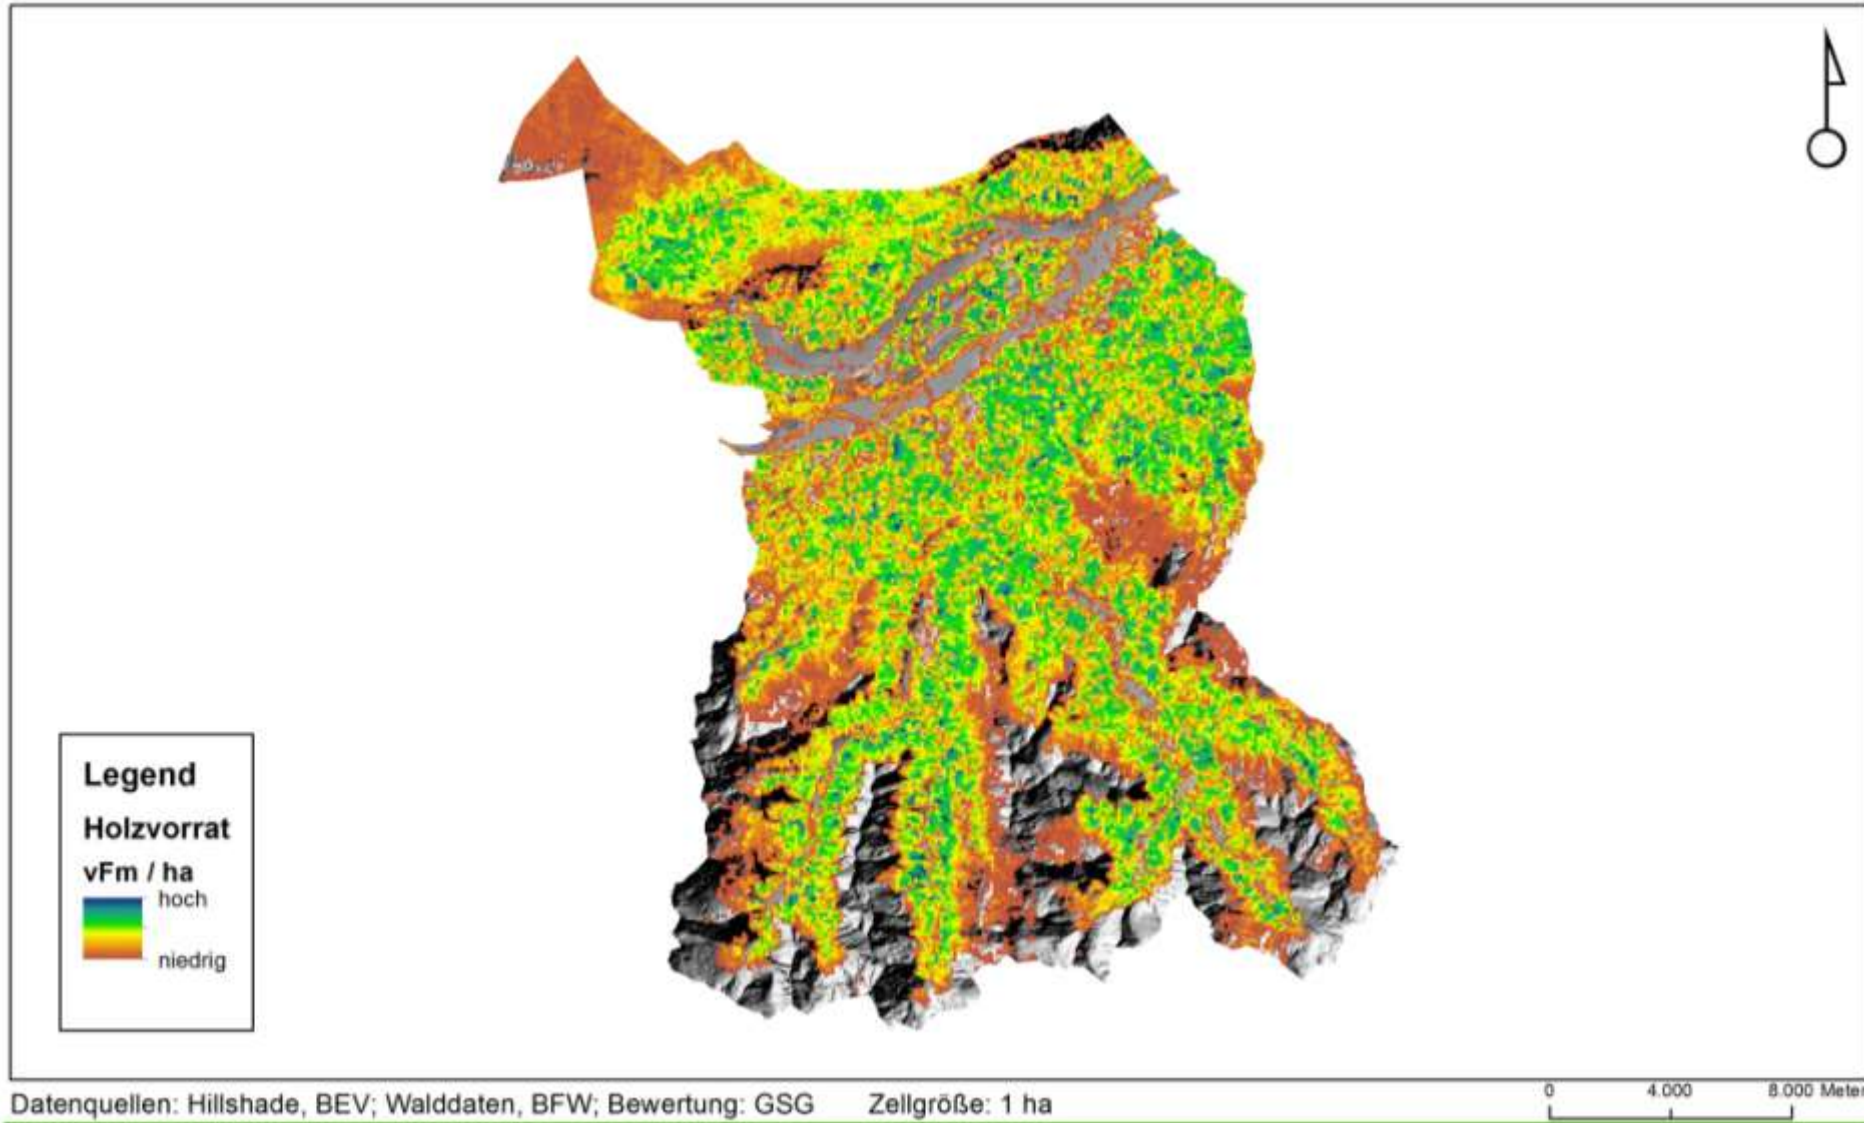 Legend
Holzvorrat
vFm / ha
hoch
niedrig
Datenquellen: Hillshade, BEV; Walddaten, BFW; Bewertung: GSG Zellgröße: 1 ha
0 4.000 8.000 Meter